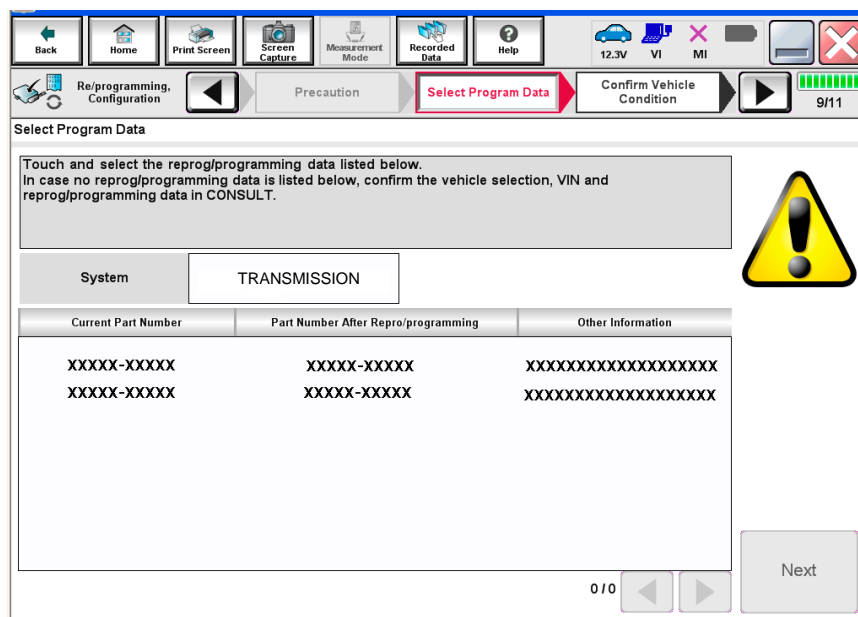 Back
Home
Print Screen
Screen
Capture
Measurement
Mode
Recorded
Data
?
Help
12.3V
VI
MI
Re/programming,
Configuration
Precaution
Select Program Data
Confirm Vehicle
Condition
9/11
Select Program Data
Touch and select the reprog/programming data listed below.
In case no reprog/programming data is listed below, confirm the vehicle selection, VIN and
reprog/programming data in CONSULT.
System
TRANSMISSION
Current Part Number
Part Number After Repro/programming
Other Information
XXXXX-XXXXX
XXXXX-XXXXX
XXXXXXXXXXXXXXXXXXX
XXXXX-XXXXX
XXXXX-XXXXX
XXXXXXXXXXXXXXXXXXX
0/0
Next